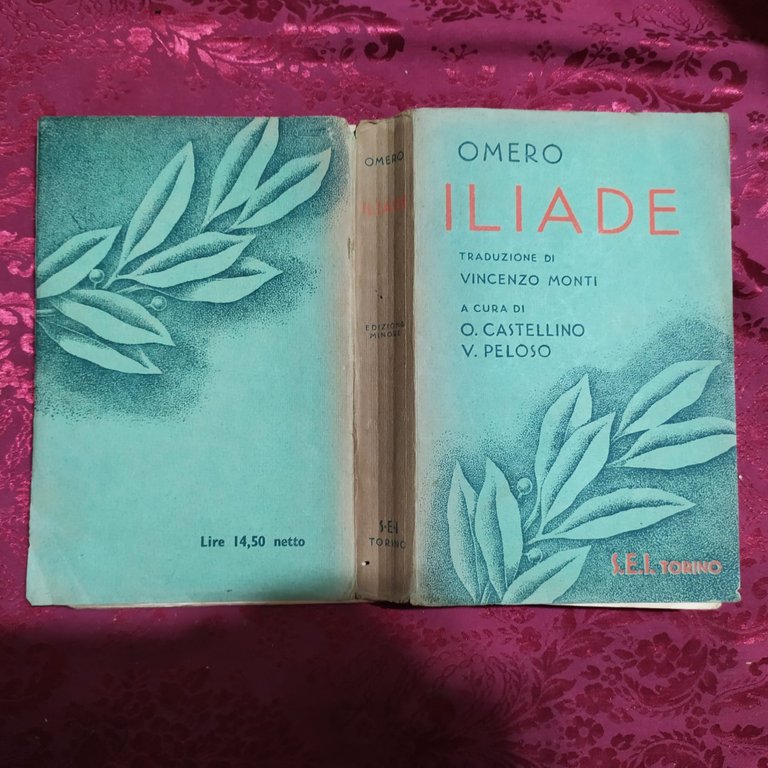 OMERO
ILIADE
TRADUZIONE DI
VINCENZO MONTI
A CURA DI
O. CASTELLINO
V. PELOSO
S.E.I. TORINO
OMERO
ILIADE
EDIZIONE
MINORE
S·E·I
TORINO
Lire 14,50 netto